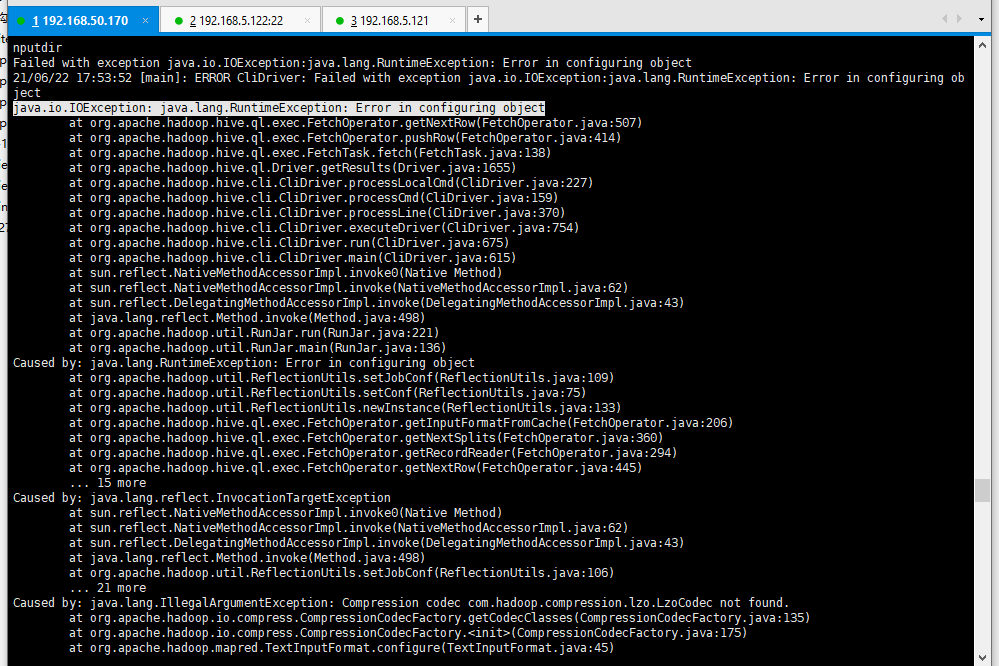 1 192.168.50.170 × 2 192.168.5.122:22 × 3 192.168.5.121 × +
nputdir
Failed with exception java.io.IOException:java.lang.RuntimeException: Error in configuring object
21/06/22 17:53:52 [main]: ERROR CliDriver: Failed with exception java.io.IOException:java.lang.RuntimeException: Error in configuring ob
ject
java.io.IOException: java.lang.RuntimeException: Error in configuring object
at org.apache.hadoop.hive.ql.exec.FetchOperator.getNextRow(FetchOperator.java:507)
at org.apache.hadoop.hive.ql.exec.FetchOperator.pushRow(FetchOperator.java:414)
at org.apache.hadoop.hive.ql.exec.FetchTask.fetch(FetchTask.java:138)
at org.apache.hadoop.hive.ql.Driver.getResults(Driver.java:1655)
at org.apache.hadoop.hive.cli.CliDriver.processLocalCmd(CliDriver.java:227)
at org.apache.hadoop.hive.cli.CliDriver.processCmd(CliDriver.java:159)
at org.apache.hadoop.hive.cli.CliDriver.processLine(CliDriver.java:370)
at org.apache.hadoop.hive.cli.CliDriver.executeDriver(CliDriver.java:754)
at org.apache.hadoop.hive.cli.CliDriver.run(CliDriver.java:675)
at org.apache.hadoop.hive.cli.CliDriver.main(CliDriver.java:615)
at sun.reflect.NativeMethodAccessorImpl.invoke0(Native Method)
at sun.reflect.NativeMethodAccessorImpl.invoke(NativeMethodAccessorImpl.java:62)
at sun.reflect.DelegatingMethodAccessorImpl.invoke(DelegatingMethodAccessorImpl.java:43)
at java.lang.reflect.Method.invoke(Method.java:498)
at org.apache.hadoop.util.RunJar.run(RunJar.java:221)
at org.apache.hadoop.util.RunJar.main(RunJar.java:136)
Caused by: java.lang.RuntimeException: Error in configuring object
at org.apache.hadoop.util.ReflectionUtils.setJobConf(ReflectionUtils.java:109)
at org.apache.hadoop.util.ReflectionUtils.setConf(ReflectionUtils.java:75)
at org.apache.hadoop.util.ReflectionUtils.newInstance(ReflectionUtils.java:133)
at org.apache.hadoop.hive.ql.exec.FetchOperator.getInputFormatFromCache(FetchOperator.java:206)
at org.apache.hadoop.hive.ql.exec.FetchOperator.getNextSplits(FetchOperator.java:360)
at org.apache.hadoop.hive.ql.exec.FetchOperator.getRecordReader(FetchOperator.java:294)
at org.apache.hadoop.hive.ql.exec.FetchOperator.getNextRow(FetchOperator.java:445)
... 15 more
Caused by: java.lang.reflect.InvocationTargetException
at sun.reflect.NativeMethodAccessorImpl.invoke0(Native Method)
at sun.reflect.NativeMethodAccessorImpl.invoke(NativeMethodAccessorImpl.java:62)
at sun.reflect.DelegatingMethodAccessorImpl.invoke(DelegatingMethodAccessorImpl.java:43)
at java.lang.reflect.Method.invoke(Method.java:498)
at org.apache.hadoop.util.ReflectionUtils.setJobConf(ReflectionUtils.java:106)
... 21 more
Caused by: java.lang.IllegalArgumentException: Compression codec com.hadoop.compression.lzo.LzoCodec not found.
at org.apache.hadoop.io.compress.CompressionCodecFactory.getCodecClasses(CompressionCodecFactory.java:135)
at org.apache.hadoop.io.compress.CompressionCodecFactory.<init>(CompressionCodecFactory.java:175)
at org.apache.hadoop.mapred.TextInputFormat.configure(TextInputFormat.java:45)